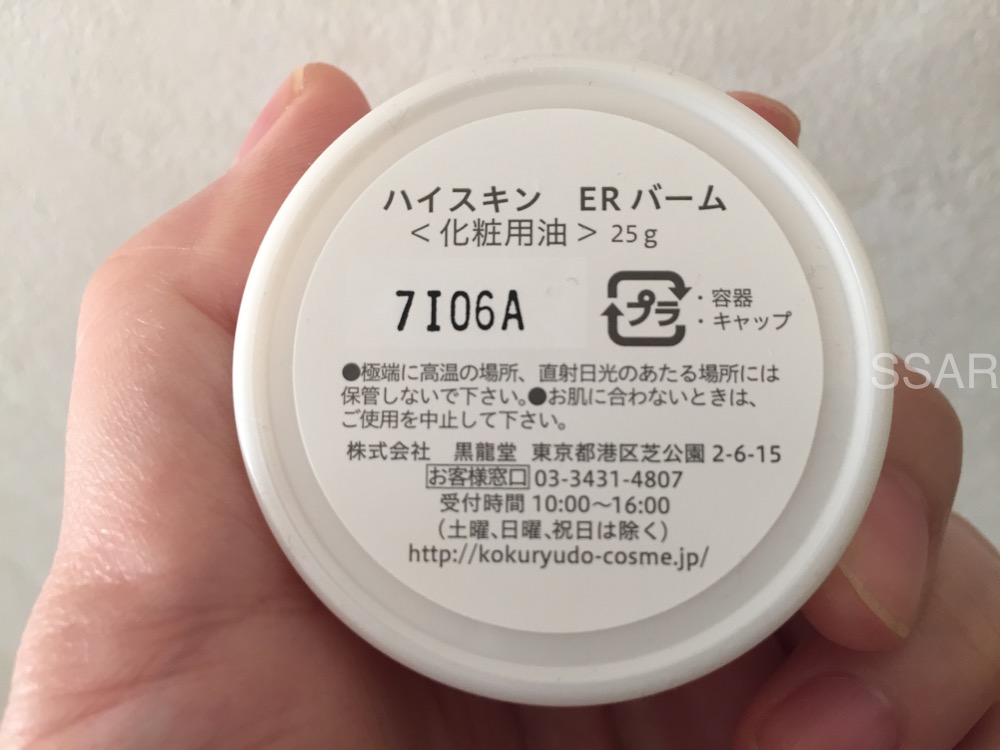 ハイスキン　ER バーム
＜化粧用油＞ 25g
7I06A
プラ
・容器
・キャップ
●極端に高温の場所、直射日光のあたる場所には
保管しないで下さい。●お肌に合わないときは、
ご使用を中止して下さい。
株式会社　黒龍堂　東京都港区芝公園 2-6-15
お客様窓口 03-3431-4807
受付時間 10:00〜16:00
(土曜、日曜、祝日は除く)
http://kokuryudo-cosme.jp/
SSAR